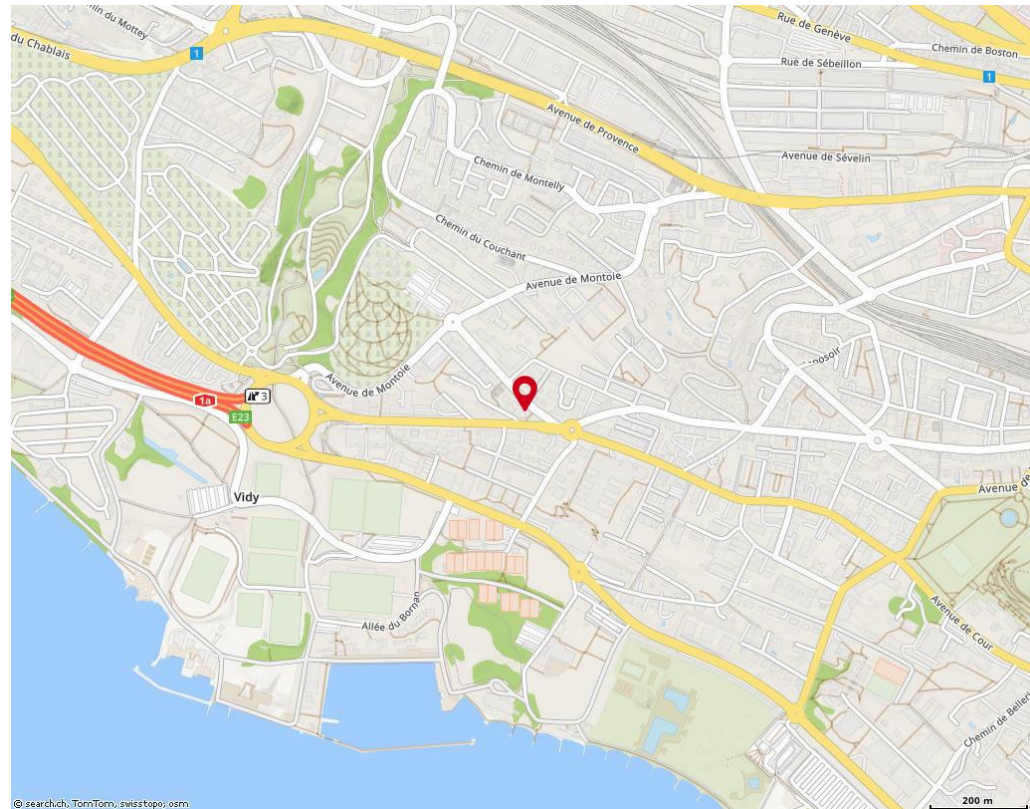 Chemin du Mottey
du Chablais
1
Rue de Genève
Chemin de Boston
Rue de Sébeillon
1
Avenue de Provence
Avenue de Sévelin
Chemin de Montelly
Chemin du Couchant
Avenue de Montoie
Avenue de Montoie
1a
3
E23
Vidy
Allée du Bornan
Avenue de
Avenue de Cour
Chemin de Belleri
200 m
© search.ch, TomTom, swisstopo, osm